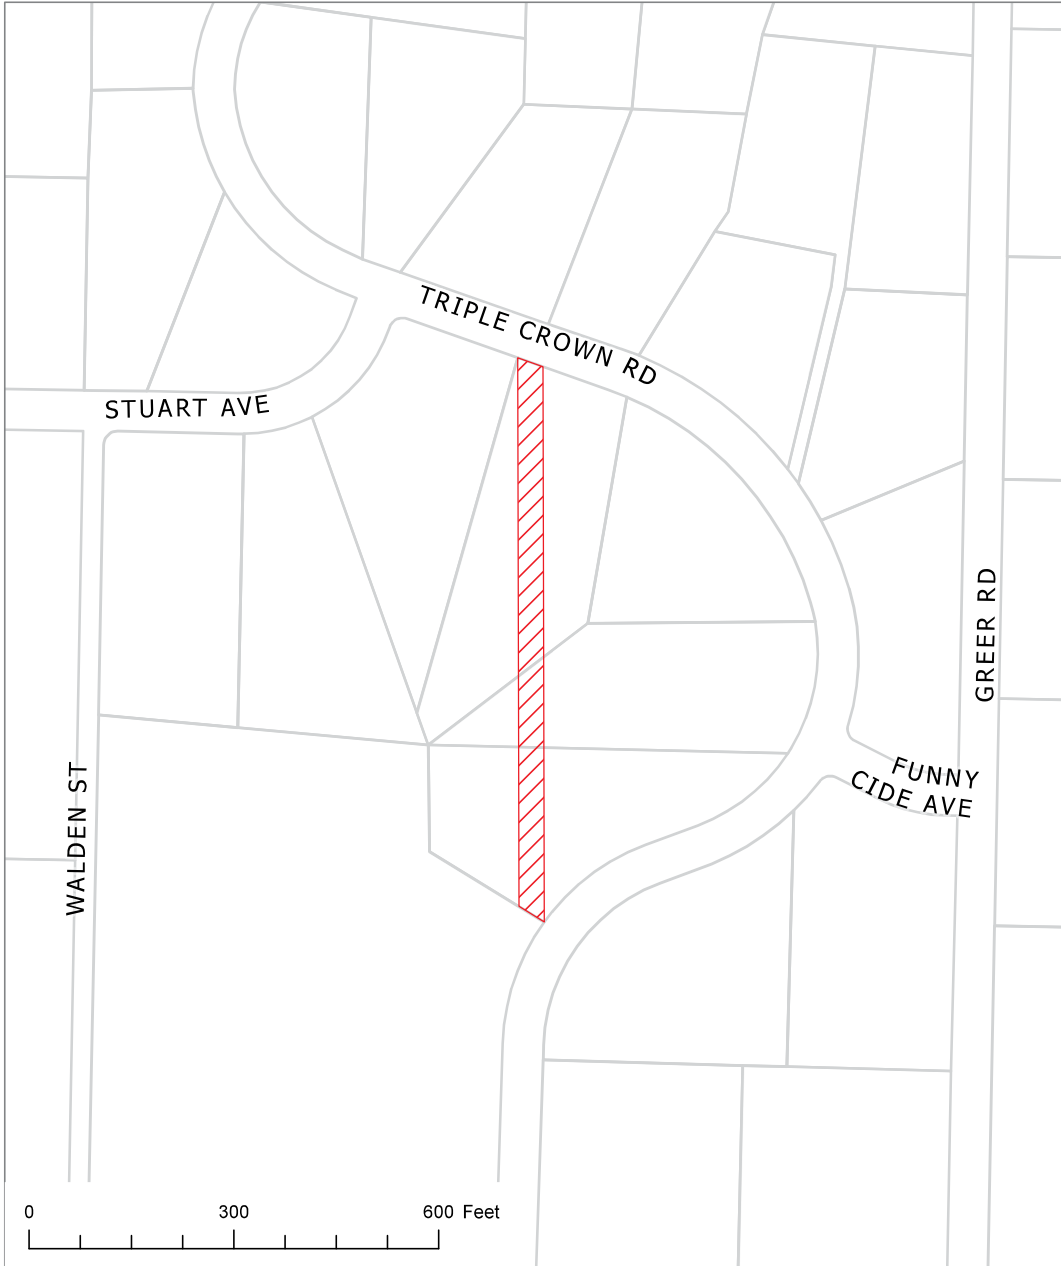 TRIPLE CROWN RD
STUART AVE
GREER RD
FUNNY
CIDE AVE
WALDEN ST
0 300 600 Feet